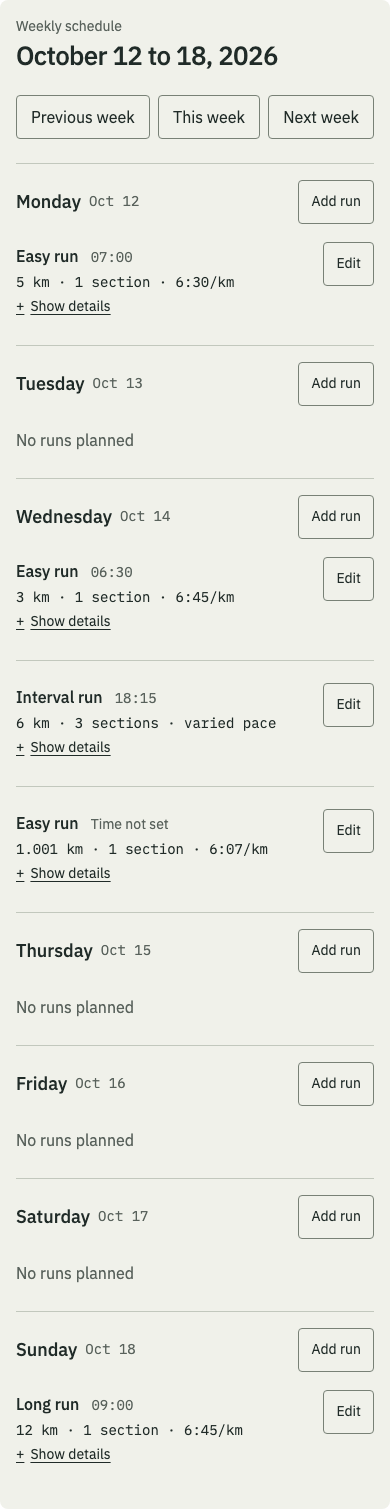 Weekly schedule
October 12 to 18, 2026
Previous week This week Next week
Monday Oct 12 Add run
Easy run 07:00 Edit
5 km · 1 section · 6:30/km
+ Show details
Tuesday Oct 13 Add run
No runs planned
Wednesday Oct 14 Add run
Easy run 06:30 Edit
3 km · 1 section · 6:45/km
+ Show details
Interval run 18:15 Edit
6 km · 3 sections · varied pace
+ Show details
Easy run Time not set Edit
1.001 km · 1 section · 6:07/km
+ Show details
Thursday Oct 15 Add run
No runs planned
Friday Oct 16 Add run
No runs planned
Saturday Oct 17 Add run
No runs planned
Sunday Oct 18 Add run
Long run 09:00 Edit
12 km · 1 section · 6:45/km
+ Show details